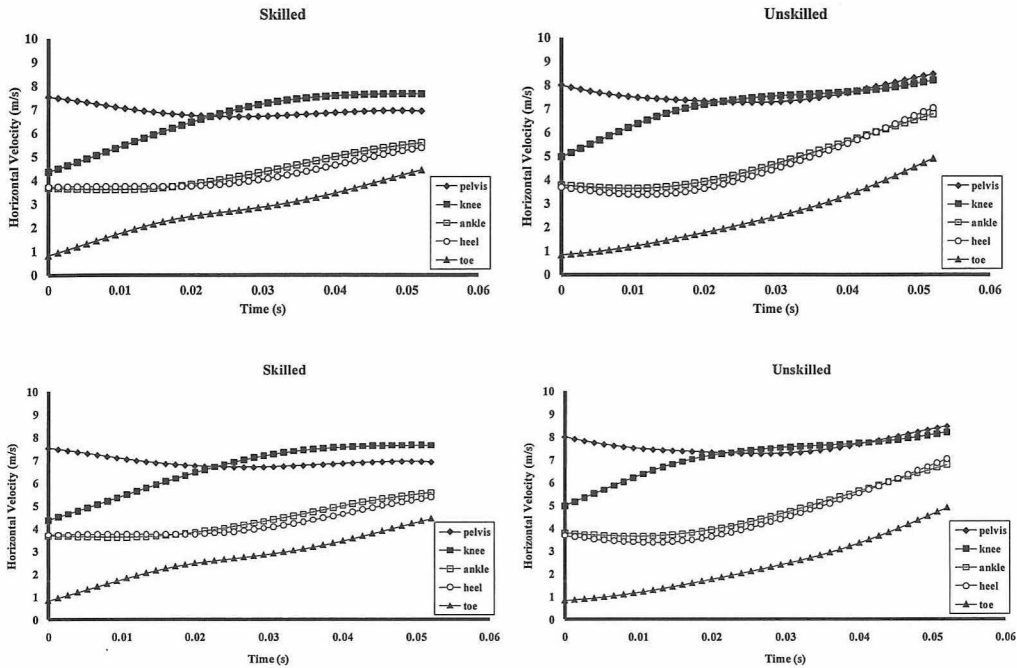 Skilled
Horizontal Velocity (m/s)
10
9
8
7
6
5
4
3
2
1
0
0 0.01 0.02 0.03 0.04 0.05 0.06
Time (s)
pelvis
knee
ankle
heel
toe
Unskilled
Horizontal Velocity (m/s)
10
9
8
7
6
5
4
3
2
1
0
0 0.01 0.02 0.03 0.04 0.05 0.06
Time (s)
pelvis
knee
ankle
heel
toe
Skilled
Horizontal Velocity (m/s)
10
9
8
7
6
5
4
3
2
1
0
0 0.01 0.02 0.03 0.04 0.05 0.06
Time (s)
pelvis
knee
ankle
heel
toe
Unskilled
Horizontal Velocity (m/s)
10
9
8
7
6
5
4
3
2
1
0
0 0.01 0.02 0.03 0.04 0.05 0.06
Time (s)
pelvis
knee
ankle
heel
toe